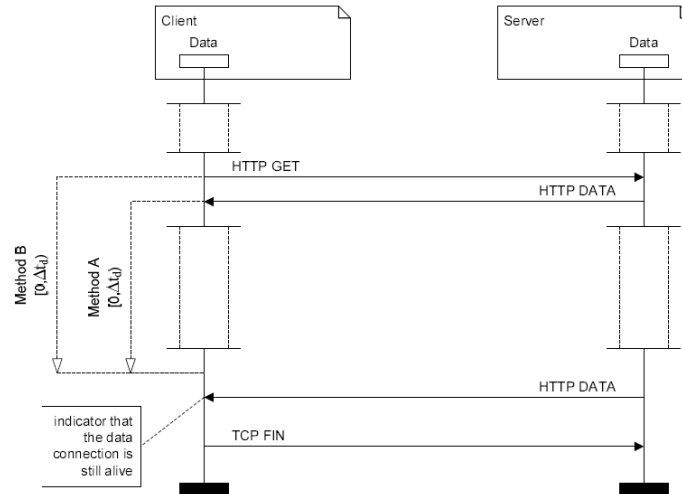 Client
Server
Data
Data
HTTP GET
HTTP DATA
Method B
[0,Δtd)
Method A
[0,Δtd)
HTTP DATA
indicator that
the data
connection is
still alive
TCP FIN